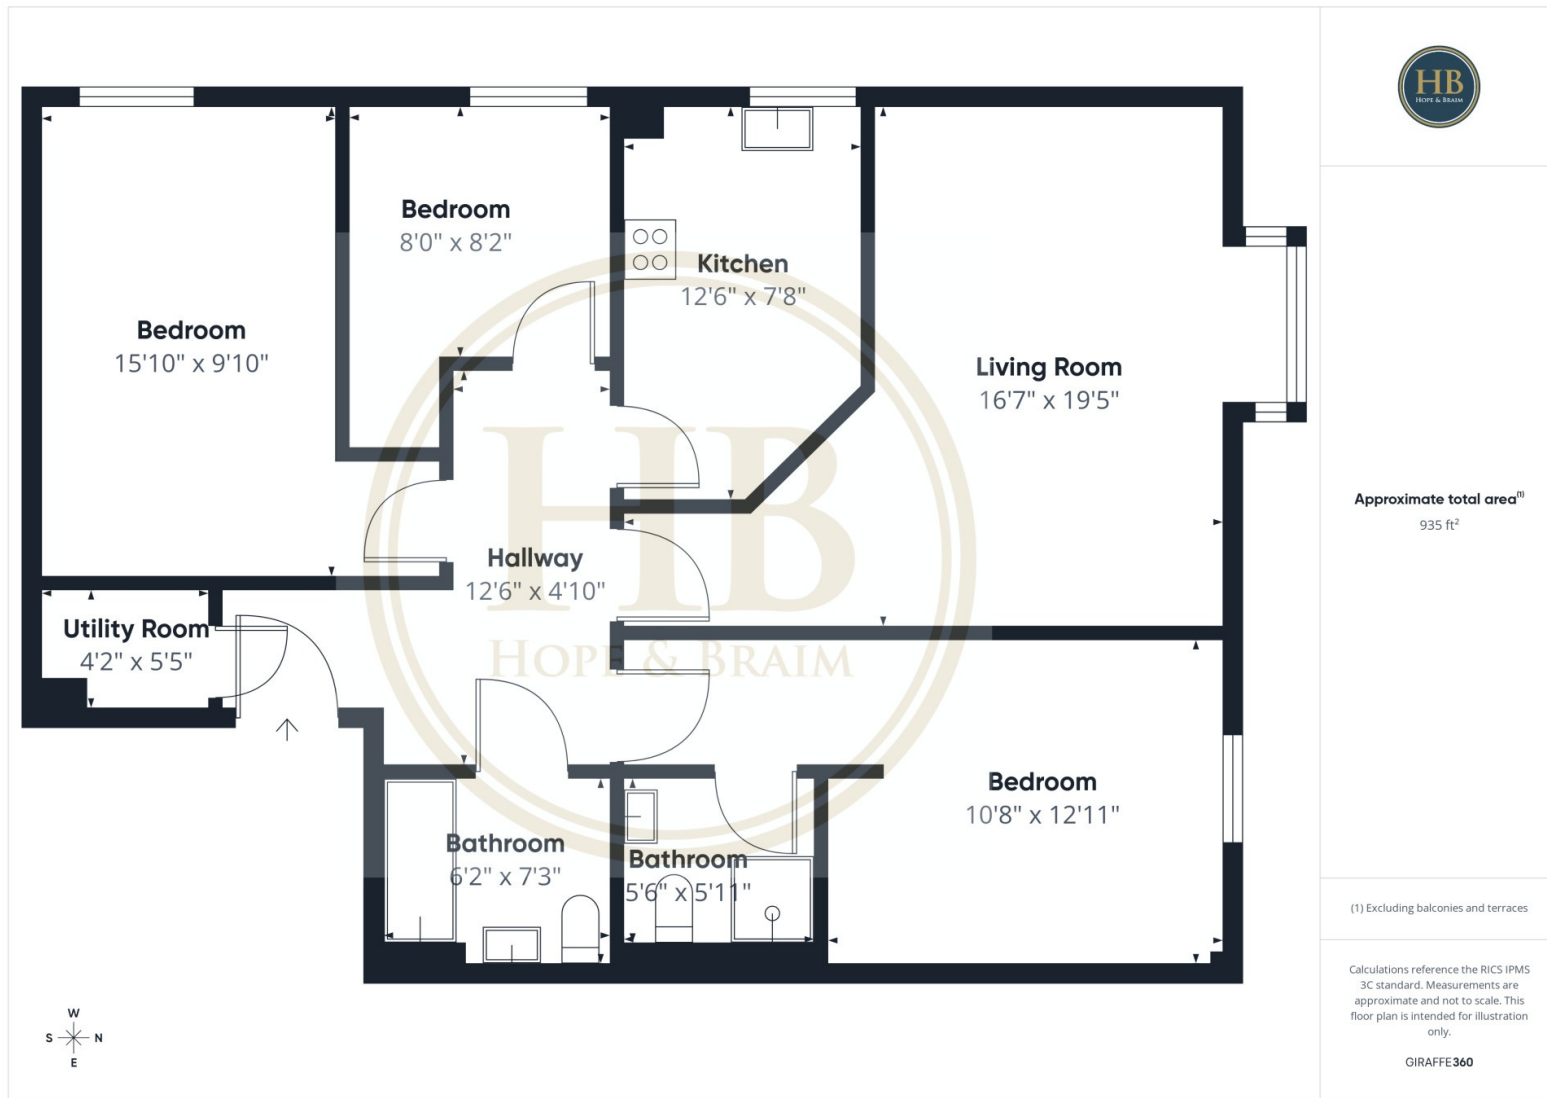 HB
HOPE & BRAIM
Bedroom
8'0" x 8'2"
Kitchen
12'6" x 7'8"
Bedroom
15'10" x 9'10"
Living Room
16'7" x 19'5"
Approximate total area(1)
935 ft²
HB
Hallway
12'6" x 4'10"
Utility Room
4'2" x 5'5"
HOPE & BRAIM
Bedroom
10'8" x 12'11"
Bathroom
6'2" x 7'3"
Bathroom
5'6" x 5'11"
(1) Excluding balconies and terraces
Calculations reference the RICS IPMS
3C standard. Measurements are
approximate and not to scale. This
floor plan is intended for illustration
only.
GIRAFFE360
W
S N
E